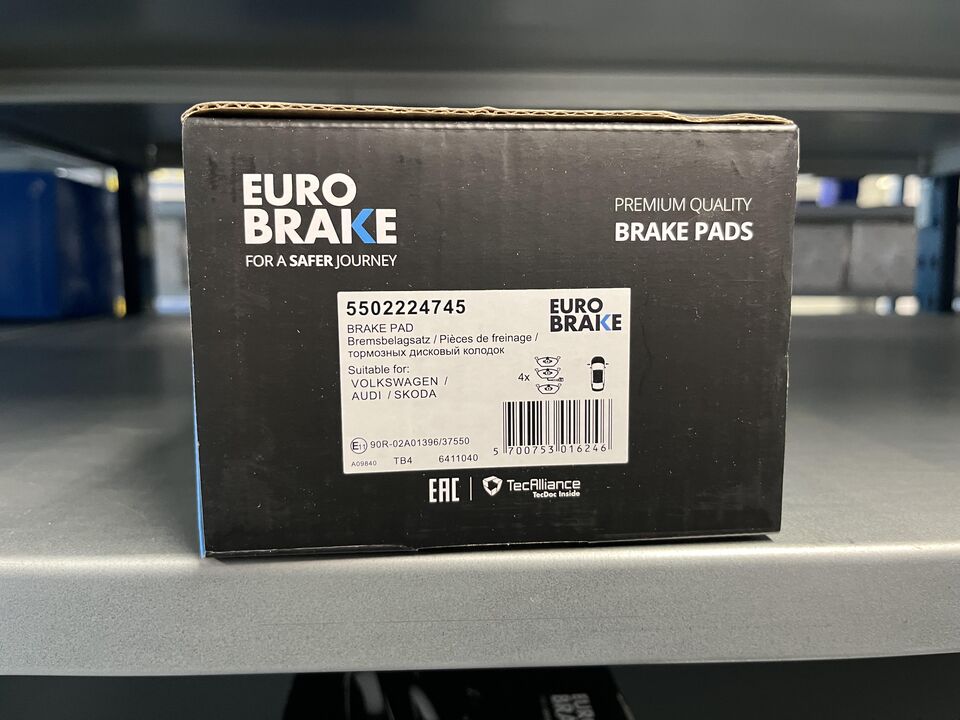 EURO
BRAKE
FOR A SAFER JOURNEY
PREMIUM QUALITY
BRAKE PADS
5502224745
BRAKE PAD
Bremsbelagsatz / Pièces de freinage /
тормозных дисковый колодок
Suitable for:
VOLKSWAGEN /
AUDI / SKODA
EURO
BRAKE
4x
E11 90R-02A01396/37550
A09840 TB4 6411040
5 700753 016246
EAC
TecAlliance
TecDoc Inside